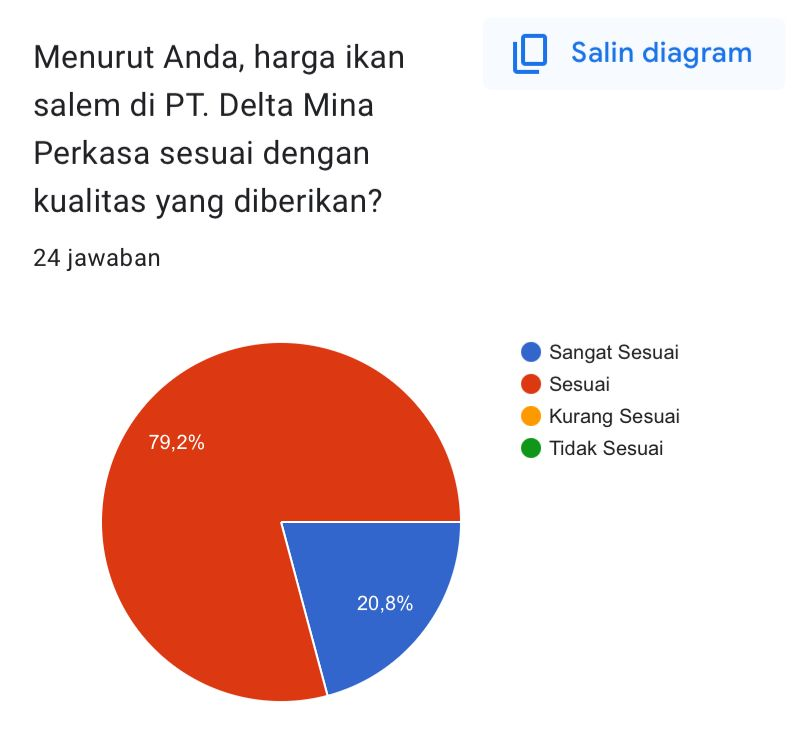 Menurut Anda, harga ikan
salem di PT. Delta Mina
Perkasa sesuai dengan
kualitas yang diberikan?
Salin diagram
24 jawaban
Sangat Sesuai
Sesuai
Kurang Sesuai
Tidak Sesuai
79,2%
20,8%